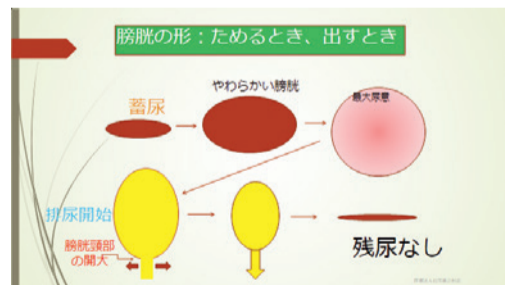 膀胱の形：ためるとき、出すとき
やわらかい膀胱
蓄尿
最大尿意
排尿開始
膀胱頸部
の開大
残尿なし